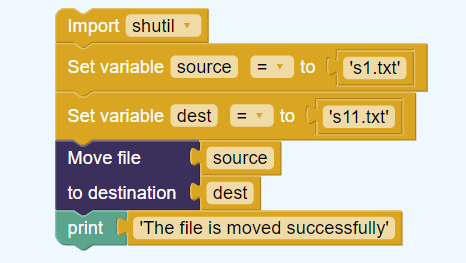 Import shutil
Set variable source = to 's1.txt'
Set variable dest = to 's11.txt'
Move file source
to destination dest
print 'The file is moved successfully'